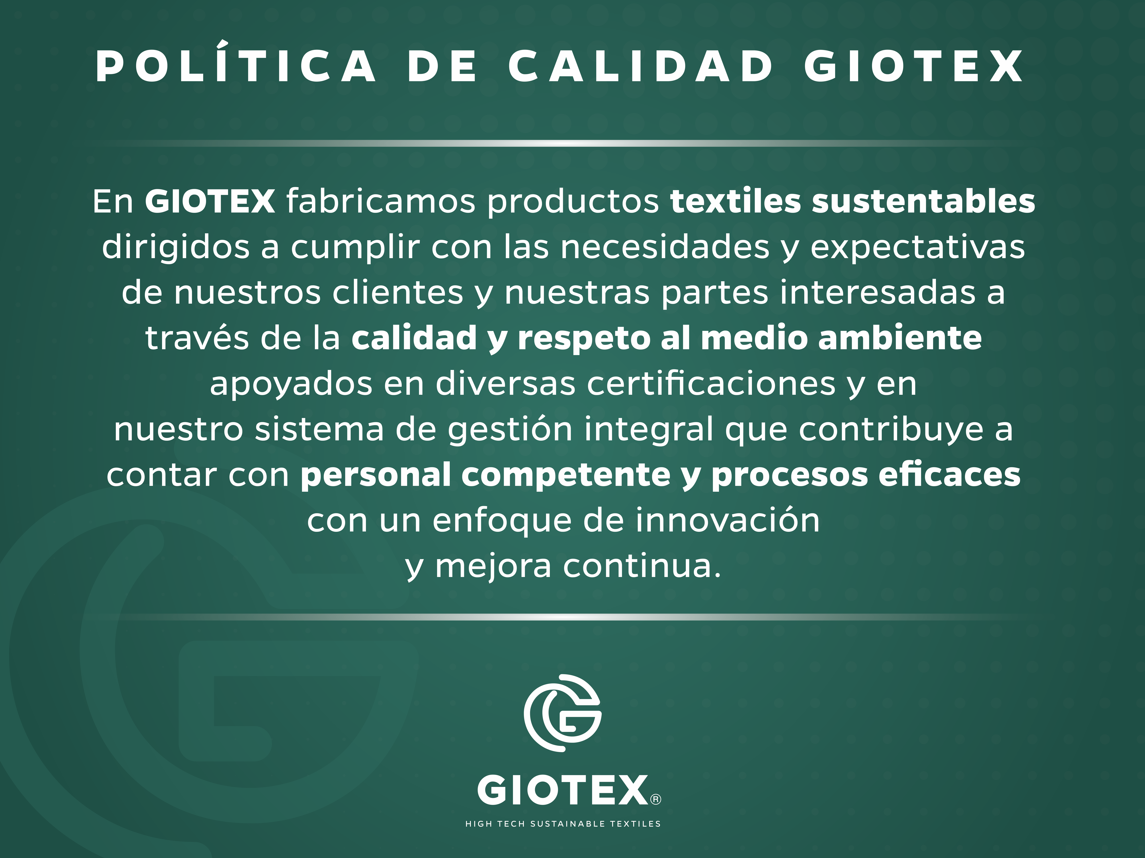 POLÍTICA DE CALIDAD GIOTEX
En GIOTEX fabricamos productos textiles sustentables
dirigidos a cumplir con las necesidades y expectativas
de nuestros clientes y nuestras partes interesadas a
través de la calidad y respeto al medio ambiente
apoyados en diversas certificaciones y en
nuestro sistema de gestión integral que contribuye a
contar con personal competente y procesos eficaces
con un enfoque de innovación
y mejora continua.
GIOTEX®
HIGH TECH SUSTAINABLE TEXTILES